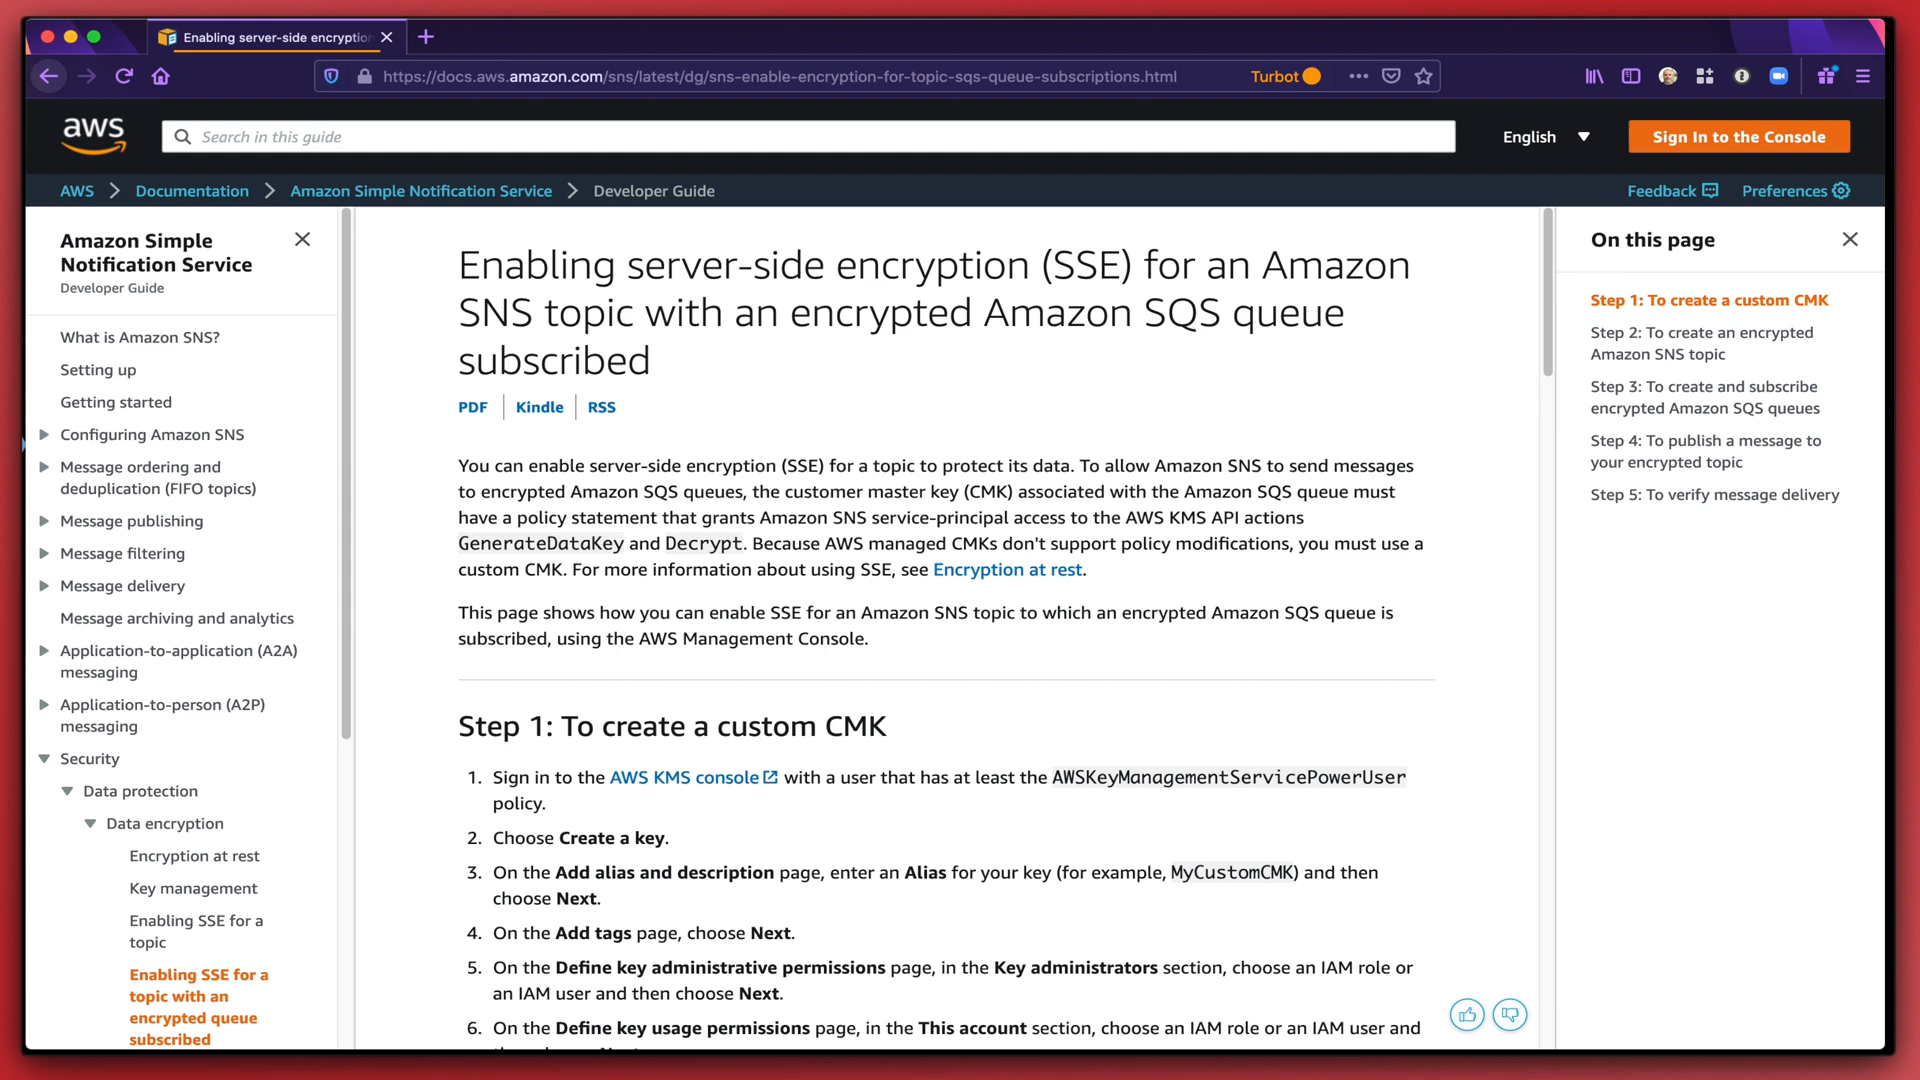 Enabling server-side encryptio
https://docs.aws.amazon.com/sns/latest/dg/sns-enable-encryption-for-topic-sqs-queue-subscriptions.html
Turbot
aws
Search in this guide
English
Sign In to the Console
AWS
Documentation
Amazon Simple Notification Service
Developer Guide
Feedback
Preferences
Amazon Simple
Notification Service
Developer Guide
What is Amazon SNS?
Setting up
Getting started
Configuring Amazon SNS
Message ordering and
deduplication (FIFO topics)
Message publishing
Message filtering
Message delivery
Message archiving and analytics
Application-to-application (A2A)
messaging
Application-to-person (A2P)
messaging
Security
Data protection
Data encryption
Encryption at rest
Key management
Enabling SSE for a
topic
Enabling SSE for a
topic with an
encrypted queue
subscribed
Enabling server-side encryption (SSE) for an Amazon
SNS topic with an encrypted Amazon SQS queue
subscribed
PDF
Kindle
RSS
You can enable server-side encryption (SSE) for a topic to protect its data. To allow Amazon SNS to send messages
to encrypted Amazon SQS queues, the customer master key (CMK) associated with the Amazon SQS queue must
have a policy statement that grants Amazon SNS service-principal access to the AWS KMS API actions
GenerateDataKey and Decrypt. Because AWS managed CMKs don't support policy modifications, you must use a
custom CMK. For more information about using SSE, see Encryption at rest.
This page shows how you can enable SSE for an Amazon SNS topic to which an encrypted Amazon SQS queue is
subscribed, using the AWS Management Console.
Step 1: To create a custom CMK
1. Sign in to the AWS KMS console with a user that has at least the AWSKeyManagementServicePowerUser
policy.
2. Choose Create a key.
3. On the Add alias and description page, enter an Alias for your key (for example, MyCustomCMK) and then
choose Next.
4. On the Add tags page, choose Next.
5. On the Define key administrative permissions page, in the Key administrators section, choose an IAM role or
an IAM user and then choose Next.
6. On the Define key usage permissions page, in the This account section, choose an IAM role or an IAM user and
On this page
Step 1: To create a custom CMK
Step 2: To create an encrypted
Amazon SNS topic
Step 3: To create and subscribe
encrypted Amazon SQS queues
Step 4: To publish a message to
your encrypted topic
Step 5: To verify message delivery